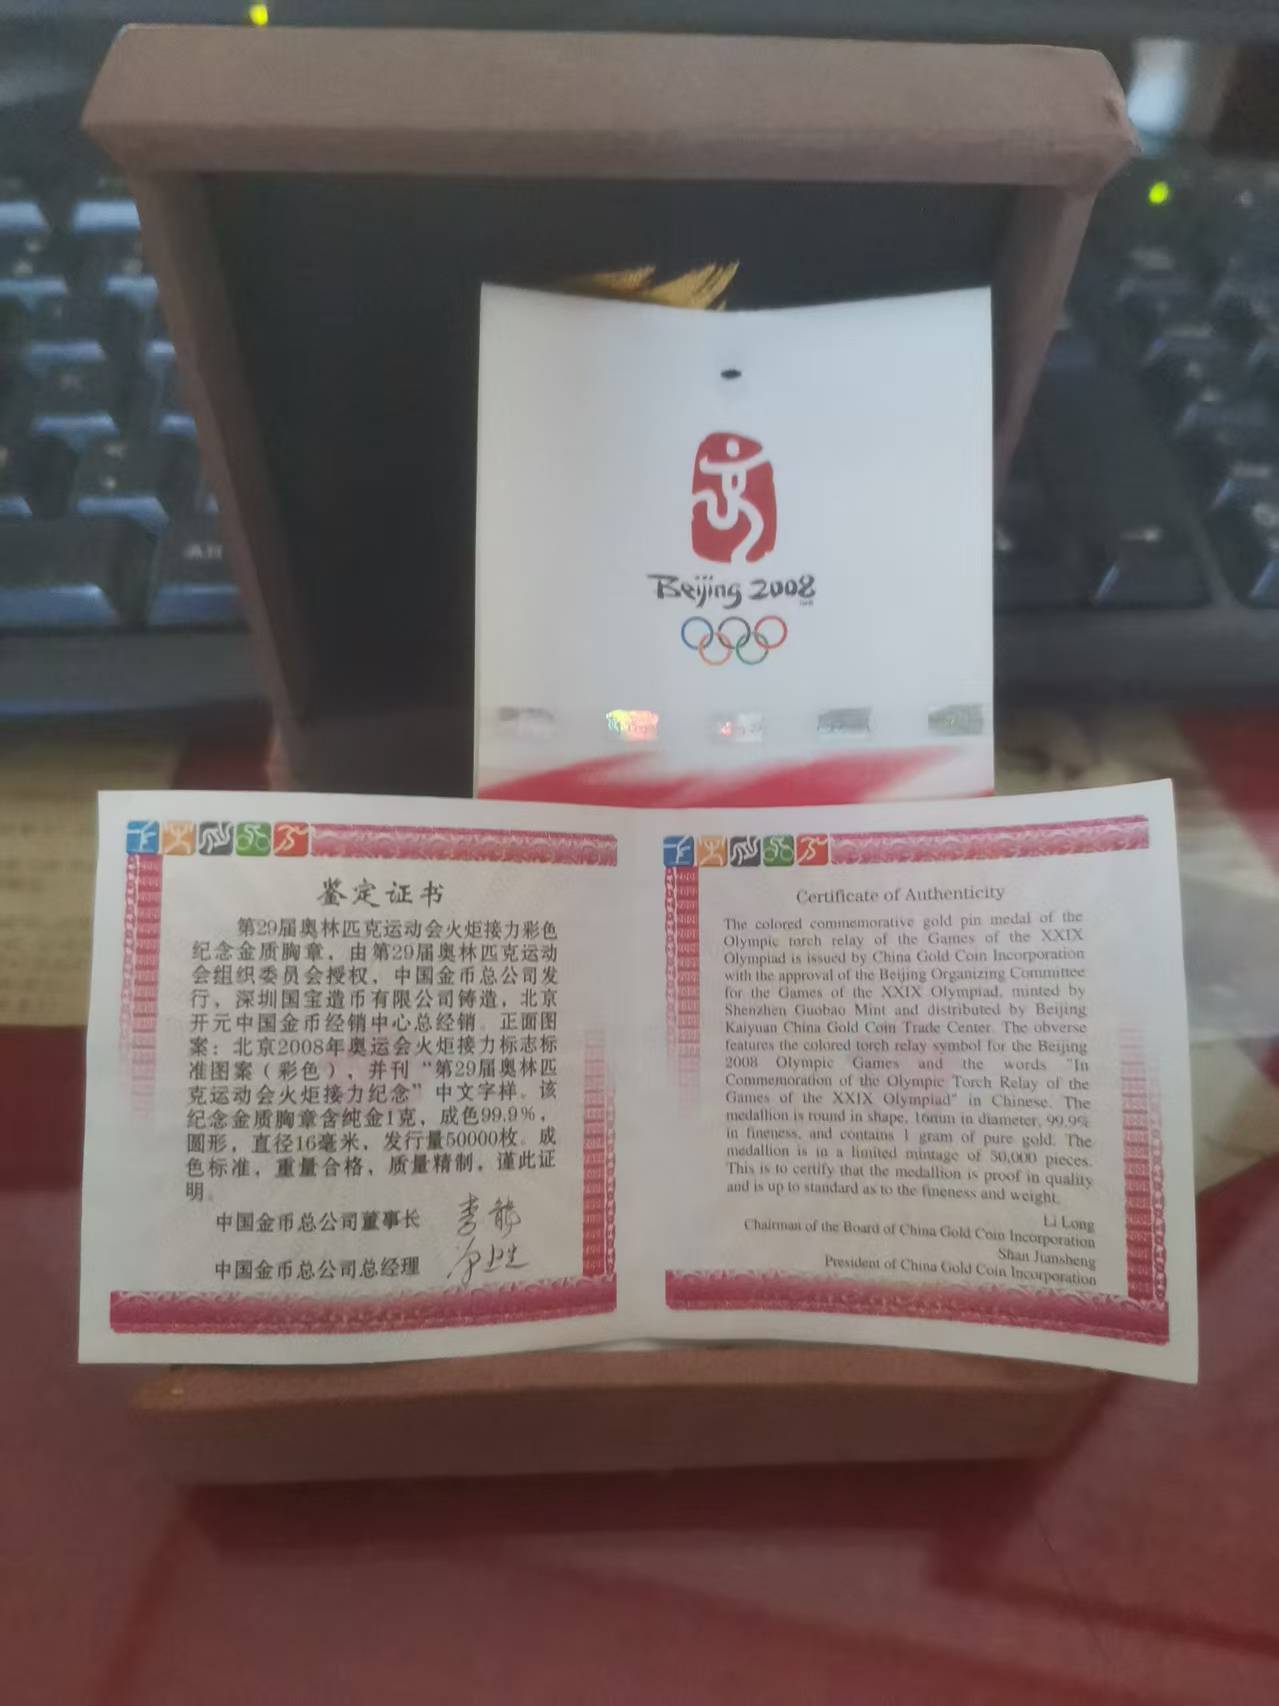 Beijing 2008
鉴定证书
第29届奥林匹克运动会火炬接力彩色
纪念金质胸章，由第29届奥林匹克运动
会组织委员会授权，中国金币总公司发
行，深圳国宝造币有限公司铸造，北京
开元中国金币经销中心总经销。正面图
案：北京2008年奥运会火炬接力标志标
准图案（彩色），并刊“第29届奥林匹
克运动会火炬接力纪念”中文字样。该
纪念金质胸章含纯金1克，成色99.9%，
圆形，直径16毫米，发行量50000枚。成
色标准，重量合格，质量精制，谨此证
明。
中国金币总公司董事长
中国金币总公司总经理
Certificate of Authenticity
The colored commemorative gold pin medal of the
Olympic torch relay of the Games of the XXIX
Olympiad is issued by China Gold Coin Incorporation
with the approval of the Beijing Organizing Committee
for the Games of the XXIX Olympiad, minted by
Shenzhen Guobao Mint and distributed by Beijing
Kaiyuan China Gold Coin Trade Center. The obverse
features the colored torch relay symbol for the Beijing
2008 Olympic Games and the words "In
Commemoration of the Olympic Torch Relay of the
Games of the XXIX Olympiad" in Chinese. The
medallion is round in shape, 16mm in diameter, 99.9%
in fineness, and contains 1 gram of pure gold. The
medallion is in a limited mintage of 50,000 pieces.
This is to certify that the medallion is proof in quality
and is up to standard as to the fineness and weight.
Li Long
Chairman of the Board of China Gold Coin Incorporation
Shan Jiansheng
President of China Gold Coin Incorporation